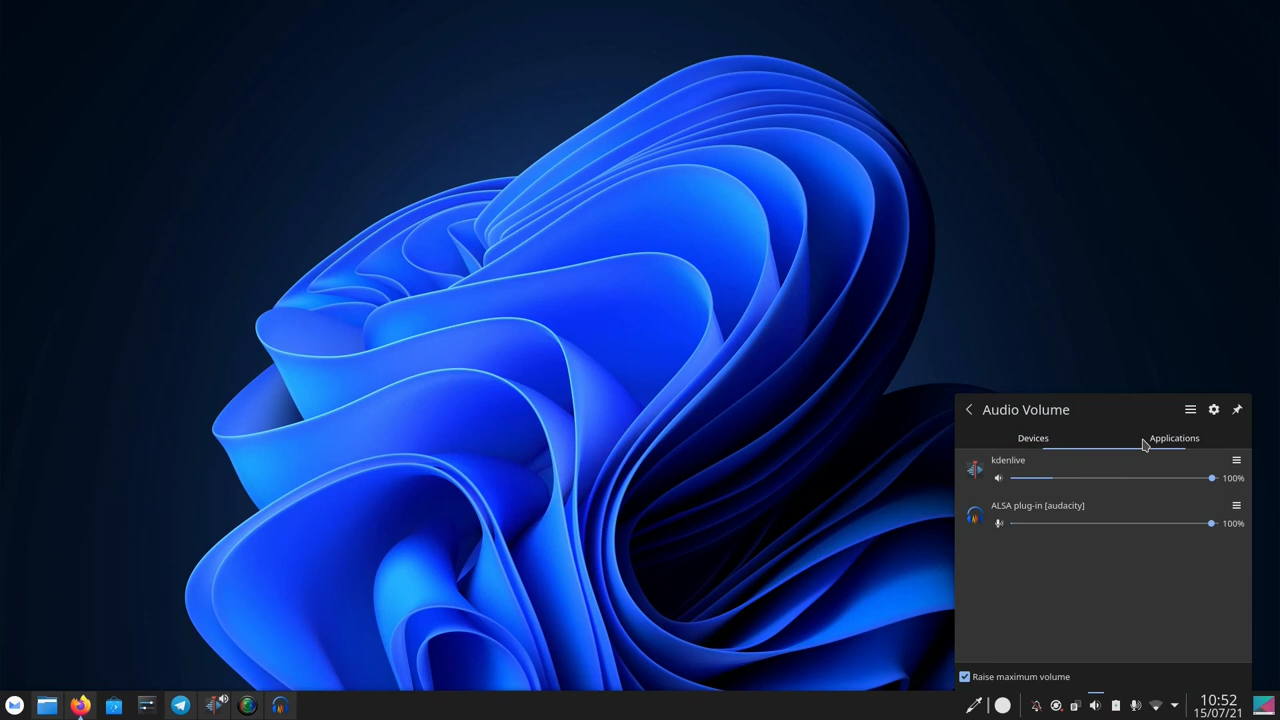 Audio Volume
Devices Applications
kdenlive
100%
ALSA plug-in [audacity]
100%
Raise maximum volume
10:52
15/07/21